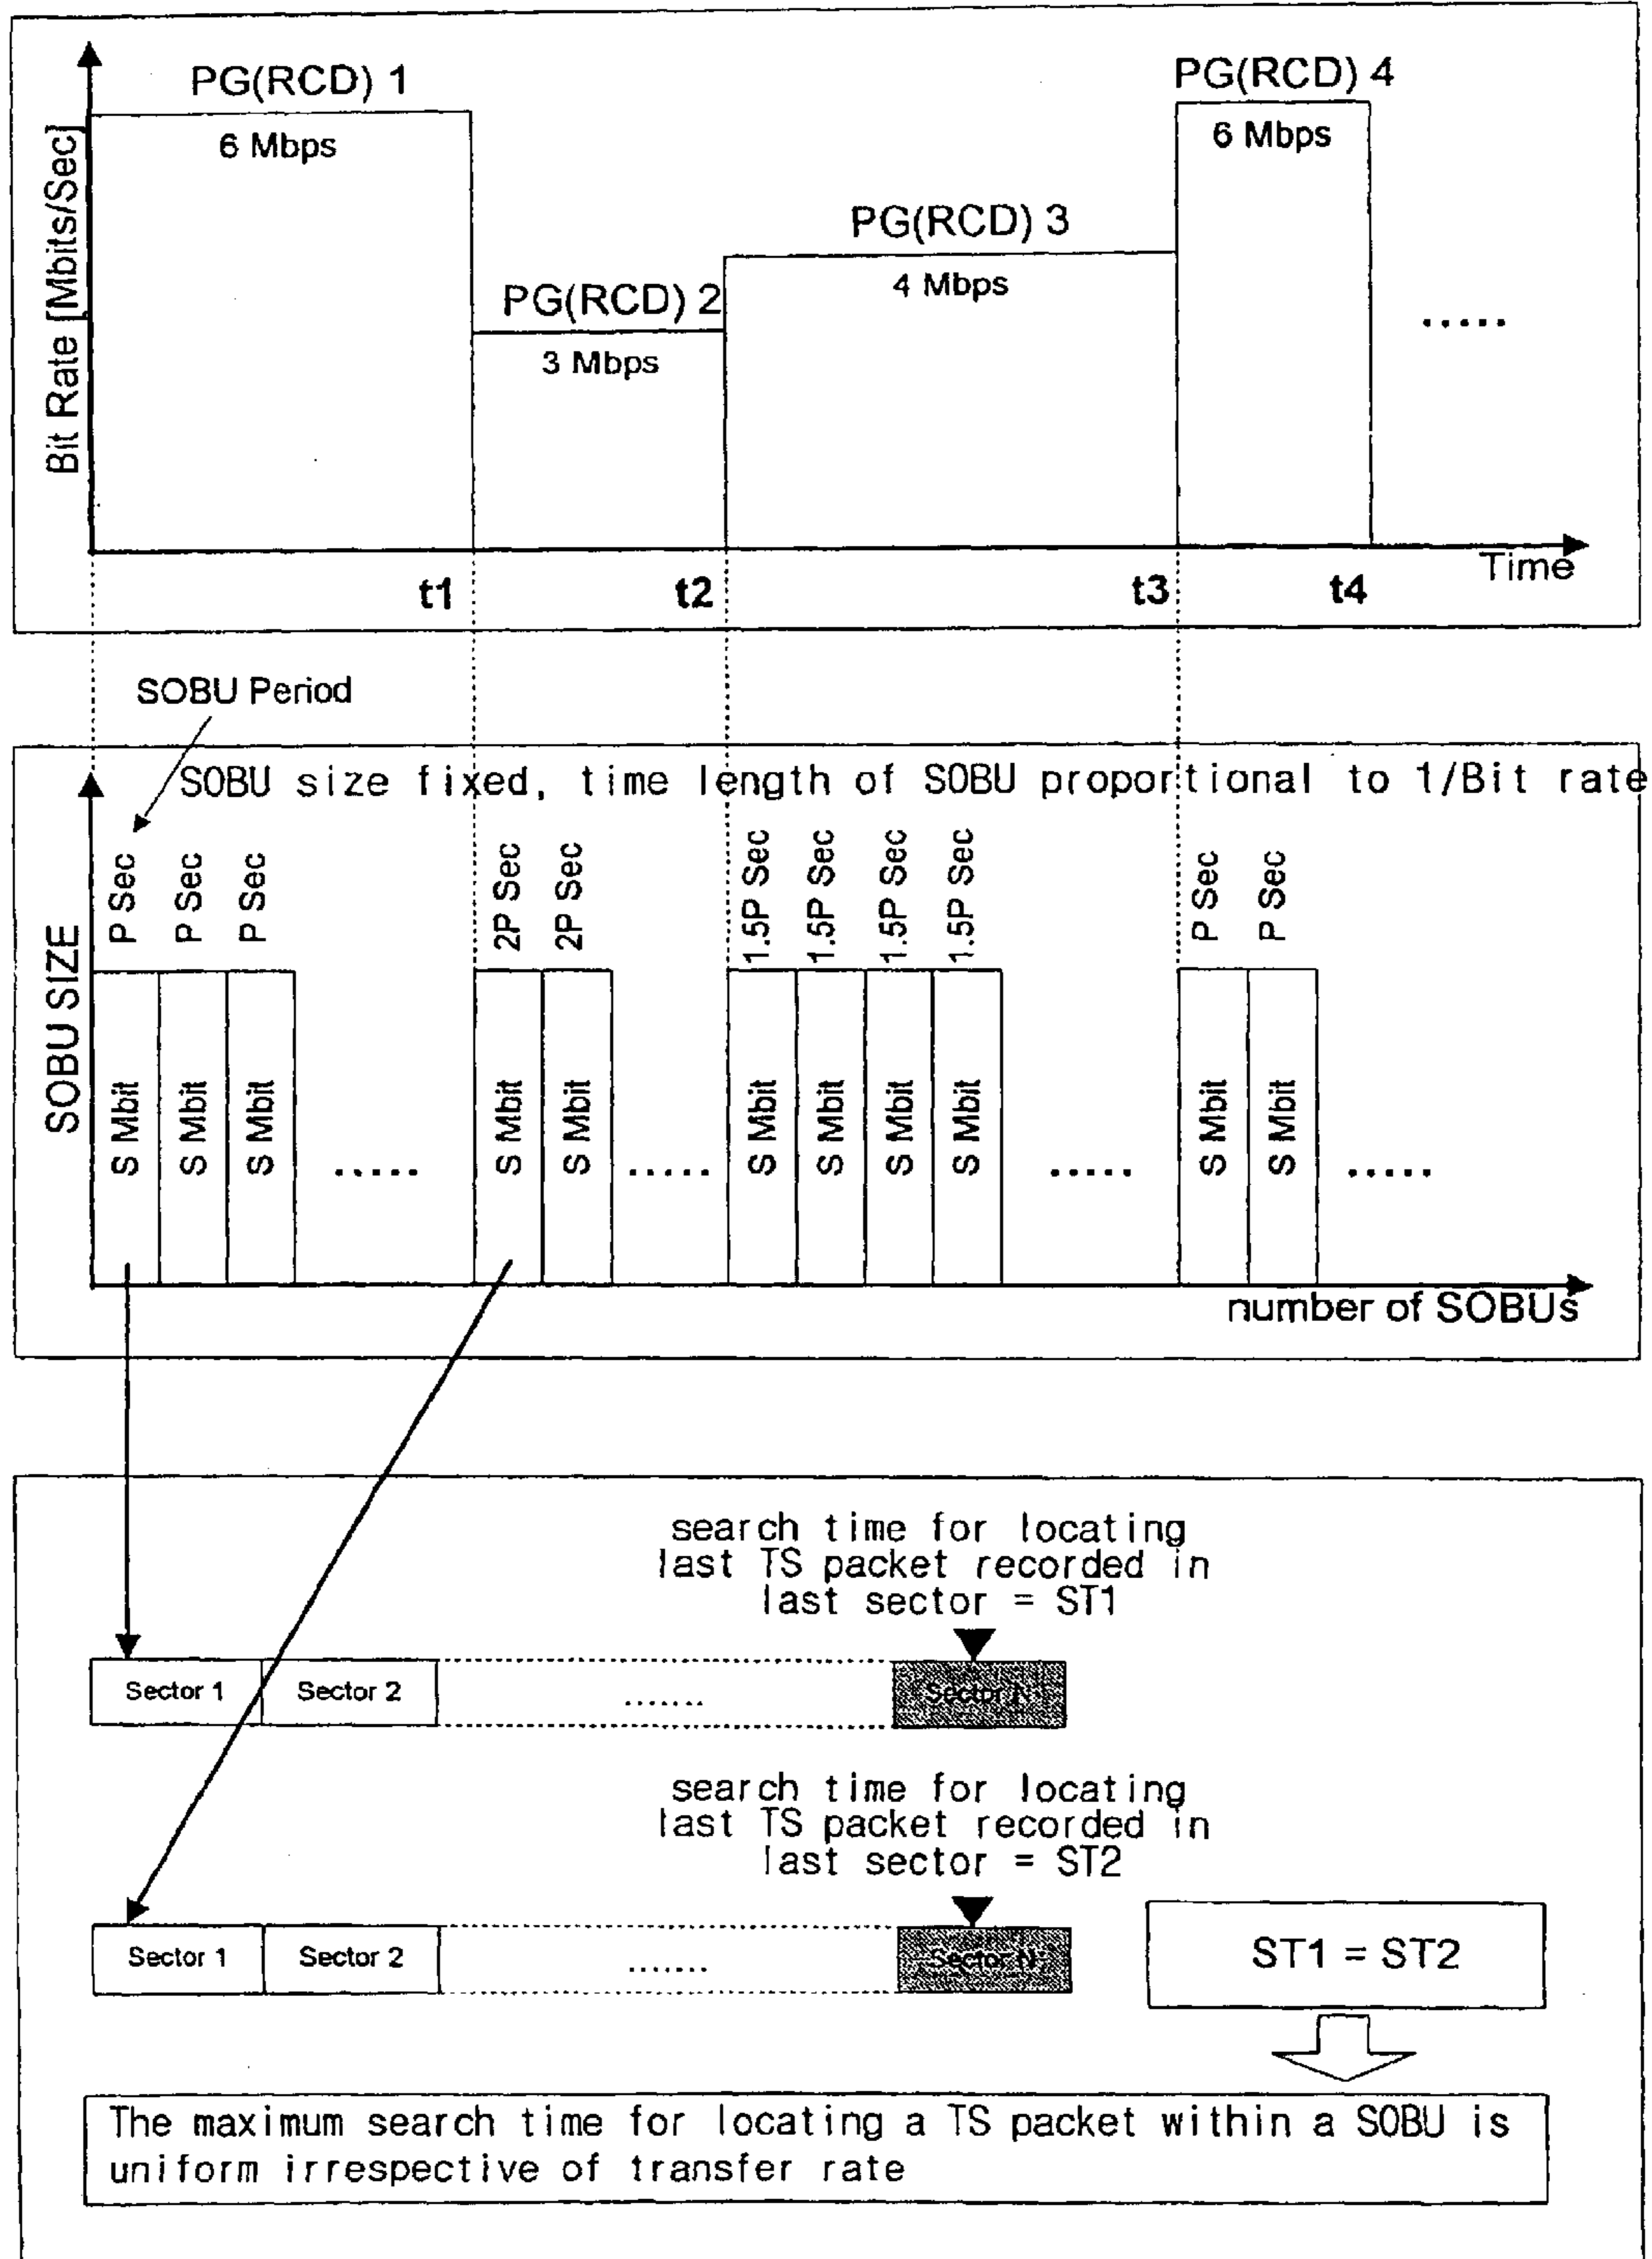 PG(RCD) 1
6 Mbps
PG(RCD) 2
3 Mbps
PG(RCD) 3
4 Mbps
PG(RCD) 4
6 Mbps
.....
Bit Rate [Mbits/Sec]
Time
t1
t2
t3
t4
SOBU Period
SOBU size fixed, time length of SOBU proportional to 1/Bit rate
SOBU SIZE
P Sec
P Sec
P Sec
2P Sec
2P Sec
1.5P Sec
1.5P Sec
1.5P Sec
1.5P Sec
P Sec
P Sec
S Mbit
S Mbit
S Mbit
.....
S Mbit
S Mbit
.....
S Mbit
S Mbit
S Mbit
S Mbit
.....
S Mbit
S Mbit
.....
number of SOBUs
search time for locating
last TS packet recorded in
last sector = ST1
Sector 1
Sector 2
.......
Sector N
search time for locating
last TS packet recorded in
last sector = ST2
Sector 1
Sector 2
.......
Sector N
ST1 = ST2
The maximum search time for locating a TS packet within a SOBU is
uniform irrespective of transfer rate